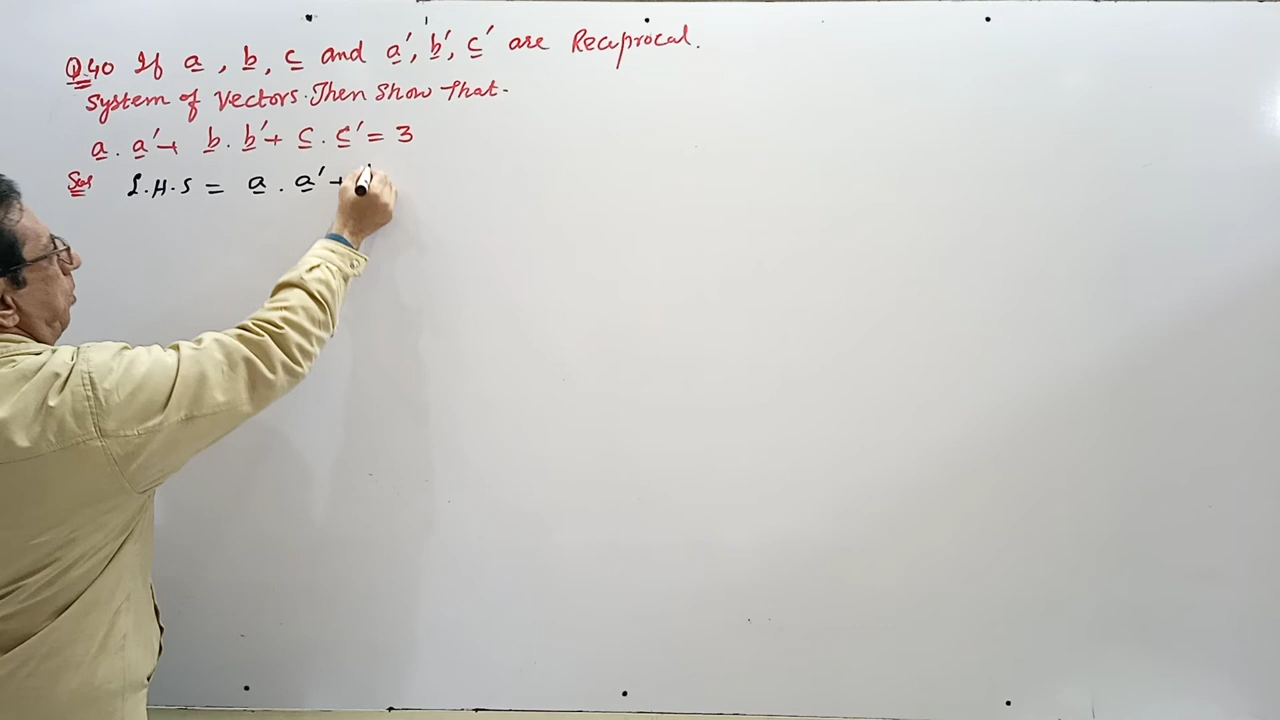 Q.40 If a, b, c and a', b', c' are Reciprocal.
System of Vectors. Then Show that.
a . a' + b . b' + c . c' = 3
Sol L.H.S = a . a' +